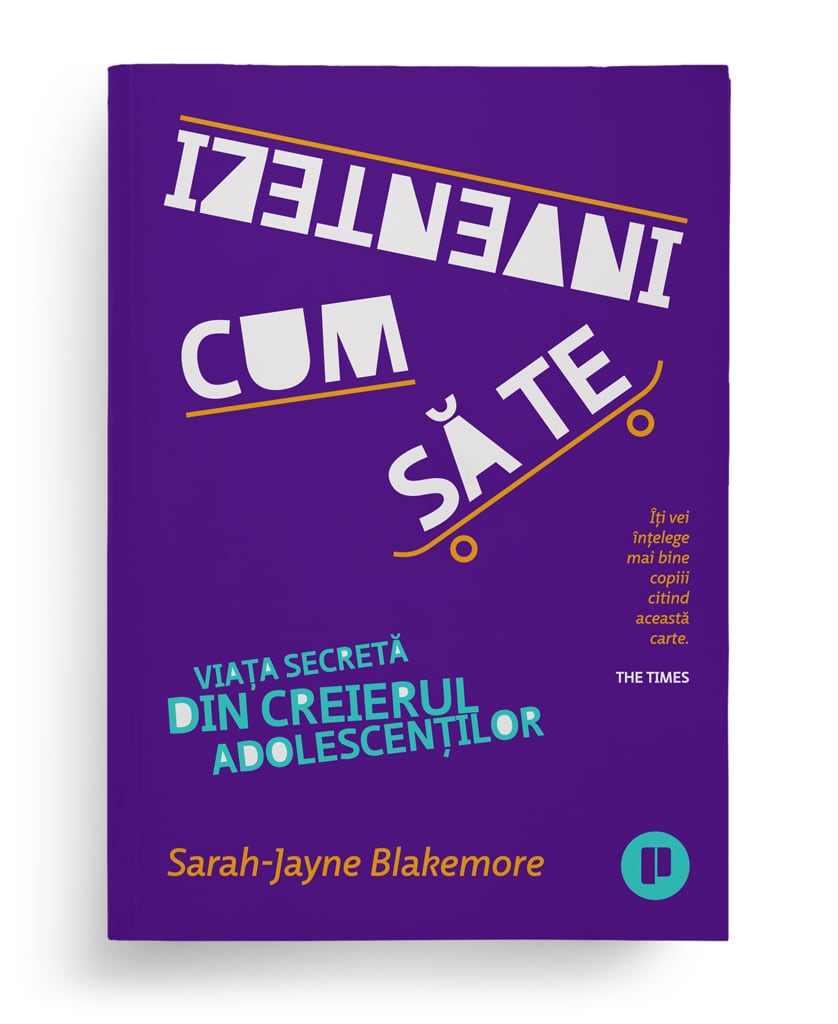 INVENTEZI
CUM
SĂ TE
Îți vei
înțelege
mai bine
copiii
citind
această
carte.
THE TIMES
VIAȚA SECRETĂ
DIN CREIERUL
ADOLESCENȚILOR
Sarah-Jayne Blakemore
P